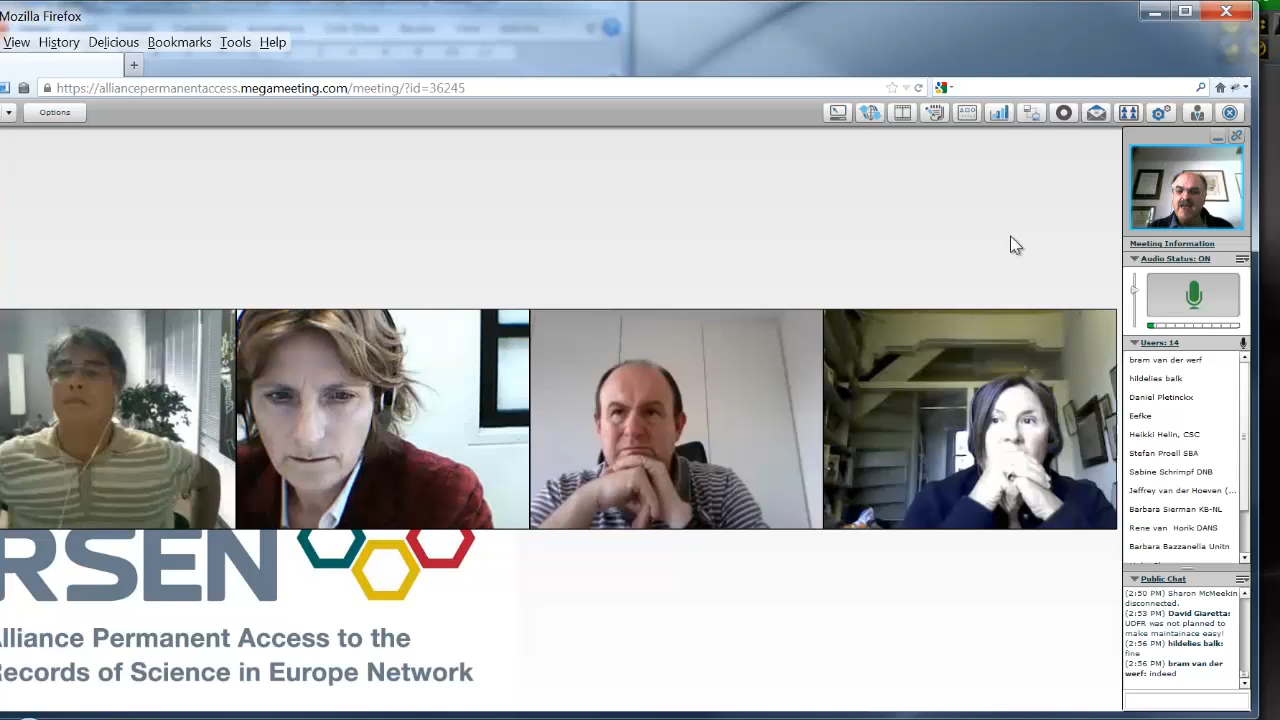 Mozilla Firefox
View History Delicious Bookmarks Tools Help
+
https://alliancepermanentaccess.megameeting.com/meeting/?id=36245
Options
Meeting Information
Audio Status: ON
Users: 14
bram van der werf
hildelies balk
Daniel Pletinckx
Eefke
Heikki Helin, CSC
Stefan Proell SBA
Sabine Schrimpf DNB
Jeffrey van der Hoeven (...
Barbara Sierman KB-NL
Rene van Horik DANS
Barbara Bazzanella Unitn
Public Chat
(2:50 PM) Sharon McMeekin
disconnected.
(2:53 PM) David Giaretta:
UDFR was not planned to
make maintainace easy!
(2:56 PM) hildelies balk:
fine
(2:56 PM) bram van der
werf: indeed
RSEN
Alliance Permanent Access to the
Records of Science in Europe Network